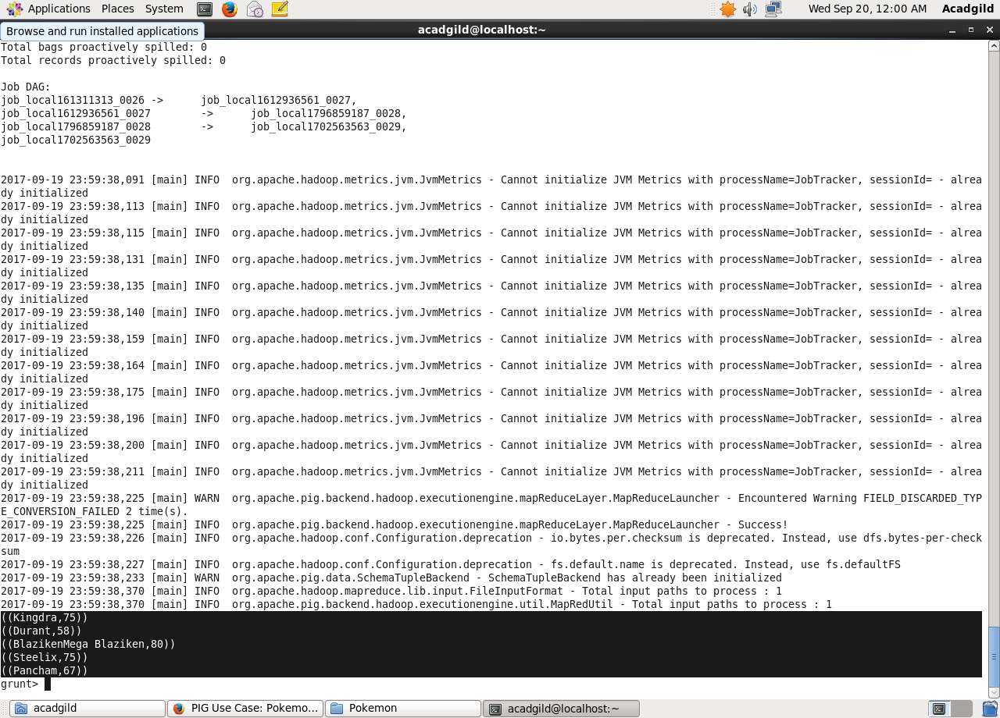 Applications Places System Wed Sep 20, 12:00 AM Acadgild
Browse and run installed applications acadgild@localhost:~
Total bags proactively spilled: 0
Total records proactively spilled: 0
Job DAG:
job_local161311313_0026 -> job_local1612936561_0027,
job_local1612936561_0027 -> job_local1796859187_0028,
job_local1796859187_0028 -> job_local1702563563_0029,
job_local1702563563_0029
2017-09-19 23:59:38,091 [main] INFO org.apache.hadoop.metrics.jvm.JvmMetrics - Cannot initialize JVM Metrics with processName=JobTracker, sessionId= - alrea
dy initialized
2017-09-19 23:59:38,113 [main] INFO org.apache.hadoop.metrics.jvm.JvmMetrics - Cannot initialize JVM Metrics with processName=JobTracker, sessionId= - alrea
dy initialized
2017-09-19 23:59:38,115 [main] INFO org.apache.hadoop.metrics.jvm.JvmMetrics - Cannot initialize JVM Metrics with processName=JobTracker, sessionId= - alrea
dy initialized
2017-09-19 23:59:38,131 [main] INFO org.apache.hadoop.metrics.jvm.JvmMetrics - Cannot initialize JVM Metrics with processName=JobTracker, sessionId= - alrea
dy initialized
2017-09-19 23:59:38,135 [main] INFO org.apache.hadoop.metrics.jvm.JvmMetrics - Cannot initialize JVM Metrics with processName=JobTracker, sessionId= - alrea
dy initialized
2017-09-19 23:59:38,140 [main] INFO org.apache.hadoop.metrics.jvm.JvmMetrics - Cannot initialize JVM Metrics with processName=JobTracker, sessionId= - alrea
dy initialized
2017-09-19 23:59:38,159 [main] INFO org.apache.hadoop.metrics.jvm.JvmMetrics - Cannot initialize JVM Metrics with processName=JobTracker, sessionId= - alrea
dy initialized
2017-09-19 23:59:38,164 [main] INFO org.apache.hadoop.metrics.jvm.JvmMetrics - Cannot initialize JVM Metrics with processName=JobTracker, sessionId= - alrea
dy initialized
2017-09-19 23:59:38,175 [main] INFO org.apache.hadoop.metrics.jvm.JvmMetrics - Cannot initialize JVM Metrics with processName=JobTracker, sessionId= - alrea
dy initialized
2017-09-19 23:59:38,196 [main] INFO org.apache.hadoop.metrics.jvm.JvmMetrics - Cannot initialize JVM Metrics with processName=JobTracker, sessionId= - alrea
dy initialized
2017-09-19 23:59:38,200 [main] INFO org.apache.hadoop.metrics.jvm.JvmMetrics - Cannot initialize JVM Metrics with processName=JobTracker, sessionId= - alrea
dy initialized
2017-09-19 23:59:38,211 [main] INFO org.apache.hadoop.metrics.jvm.JvmMetrics - Cannot initialize JVM Metrics with processName=JobTracker, sessionId= - alrea
dy initialized
2017-09-19 23:59:38,225 [main] WARN org.apache.pig.backend.hadoop.executionengine.mapReduceLayer.MapReduceLauncher - Encountered Warning FIELD_DISCARDED_TYP
E_CONVERSION_FAILED 2 time(s).
2017-09-19 23:59:38,225 [main] INFO org.apache.pig.backend.hadoop.executionengine.mapReduceLayer.MapReduceLauncher - Success!
2017-09-19 23:59:38,226 [main] INFO org.apache.hadoop.conf.Configuration.deprecation - io.bytes.per.checksum is deprecated. Instead, use dfs.bytes-per-check
sum
2017-09-19 23:59:38,227 [main] INFO org.apache.hadoop.conf.Configuration.deprecation - fs.default.name is deprecated. Instead, use fs.defaultFS
2017-09-19 23:59:38,233 [main] WARN org.apache.pig.data.SchemaTupleBackend - SchemaTupleBackend has already been initialized
2017-09-19 23:59:38,370 [main] INFO org.apache.hadoop.mapreduce.lib.input.FileInputFormat - Total input paths to process : 1
2017-09-19 23:59:38,370 [main] INFO org.apache.pig.backend.hadoop.executionengine.util.MapRedUtil - Total input paths to process : 1
((Kingdra,75))
((Durant,58))
((BlazikenMega Blaziken,80))
((Steelix,75))
((Pancham,67))
grunt>
acadgild PIG Use Case: Pokemo... Pokemon acadgild@localhost:~